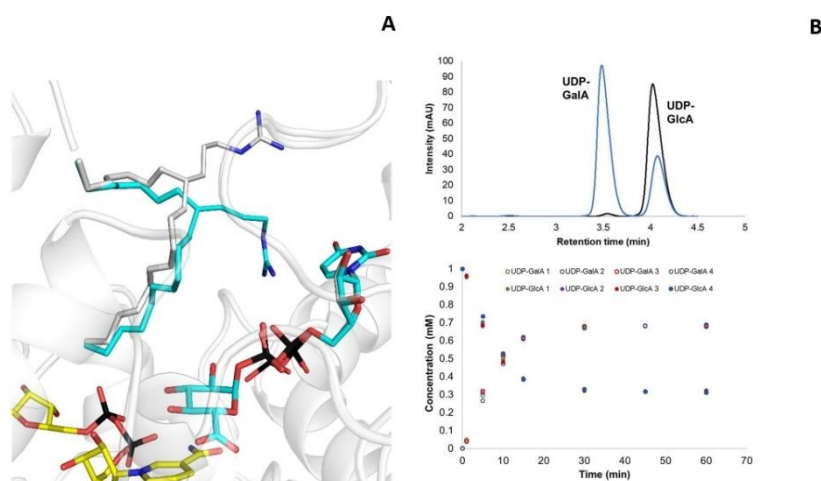 A
B
100
90
80
70
60
50
40
30
20
10
0
Intensity (mAU)
UDP-
GalA
UDP-
GlcA
2
2.5
3
3.5
4
4.5
5
Retention time (min)
UDP-GalA 1
UDP-GalA 2
UDP-GalA 3
UDP-GalA 4
UDP-GlcA 1
UDP-GlcA 2
UDP-GlcA 3
UDP-GlcA 4
1
0.9
0.8
0.7
0.6
0.5
0.4
0.3
0.2
0.1
0
Concentration (mM)
0
10
20
30
40
50
60
70
Time (min)